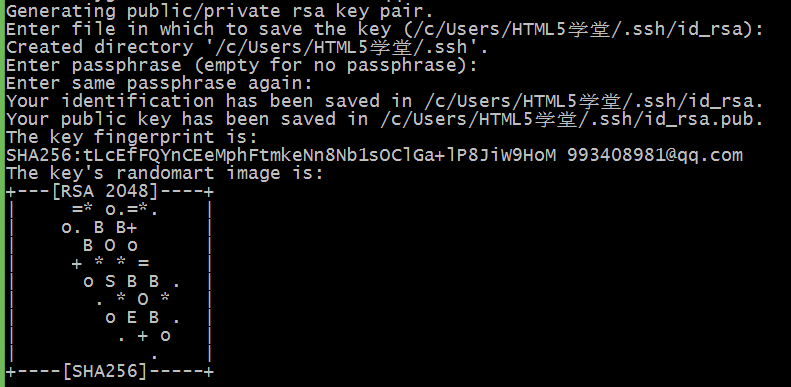 Generating public/private rsa key pair.
Enter file in which to save the key (/c/Users/HTML5学堂/.ssh/id_rsa):
Created directory '/c/Users/HTML5学堂/.ssh'.
Enter passphrase (empty for no passphrase):
Enter same passphrase again:
Your identification has been saved in /c/Users/HTML5学堂/.ssh/id_rsa.
Your public key has been saved in /c/Users/HTML5学堂/.ssh/id_rsa.pub.
The key fingerprint is:
SHA256:tLcEfFQYnCEeMphFtmkeNn8Nb1sOClGa+lP8JiW9HoM 993408981@qq.com
The key's randomart image is:
+---[RSA 2048]----+
|     =* o.=*.    |
|    o. B B+      |
|      B O o      |
|     + * * =     |
|      o S B B .  |
|       . * O *   |
|        o E B .  |
|         . + o   |
|            .    |
+----[SHA256]-----+